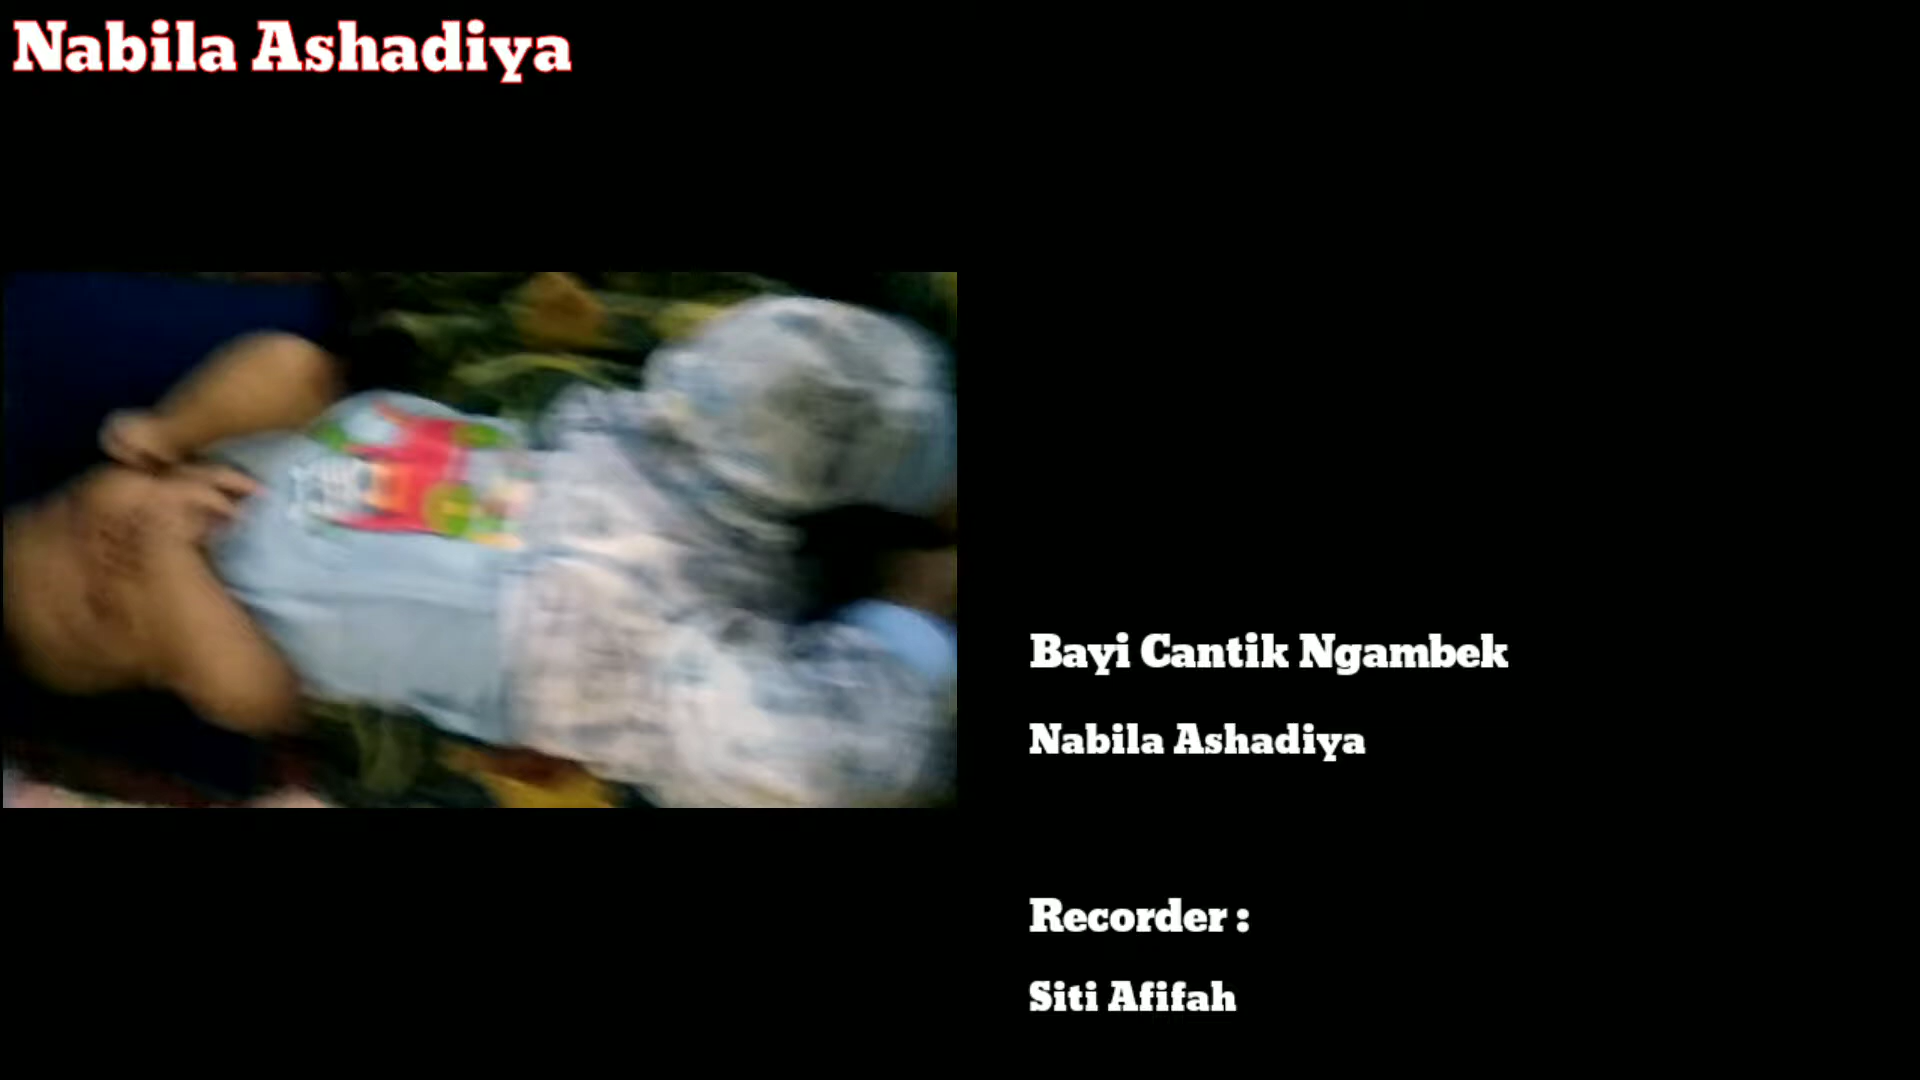 Nabila Ashadiya
Bayi Cantik Ngambek
Nabila Ashadiya
Recorder :
Siti Afifah